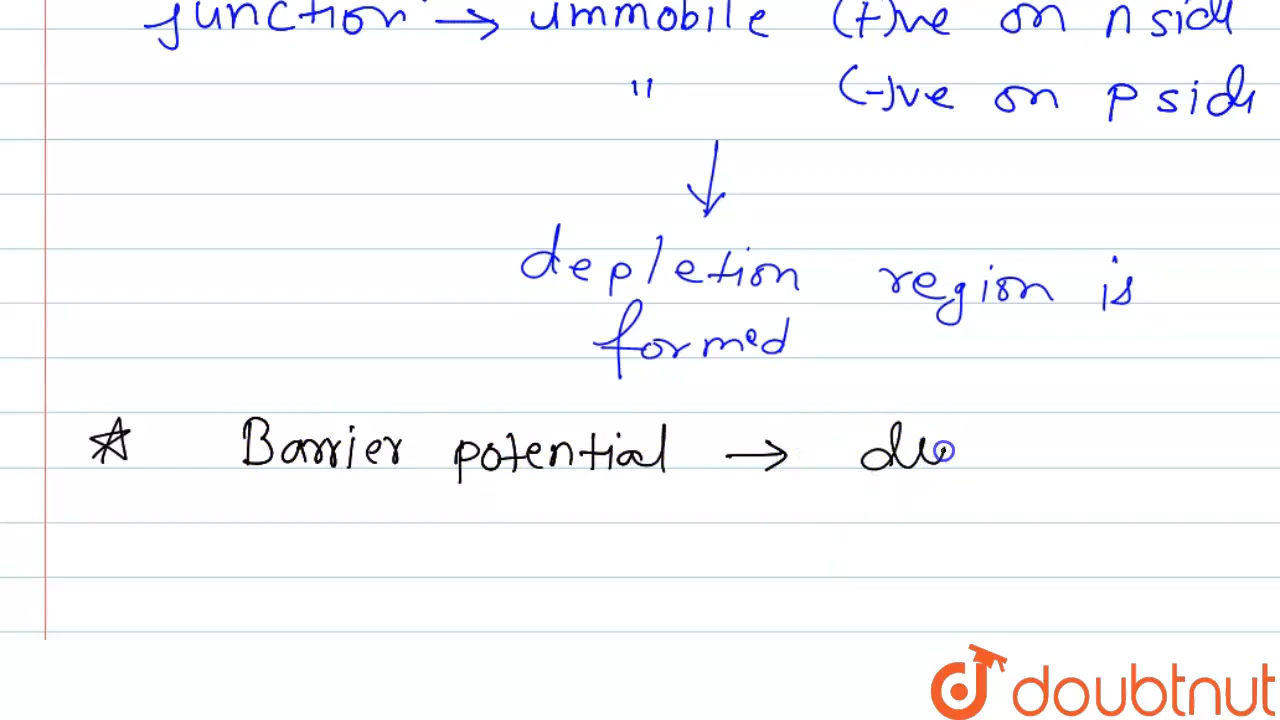 junction → immobile (+)ve on n side
" (-)ve on p side
↓
depletion region is
formed
☆ Barrier potential → due
doubtnut